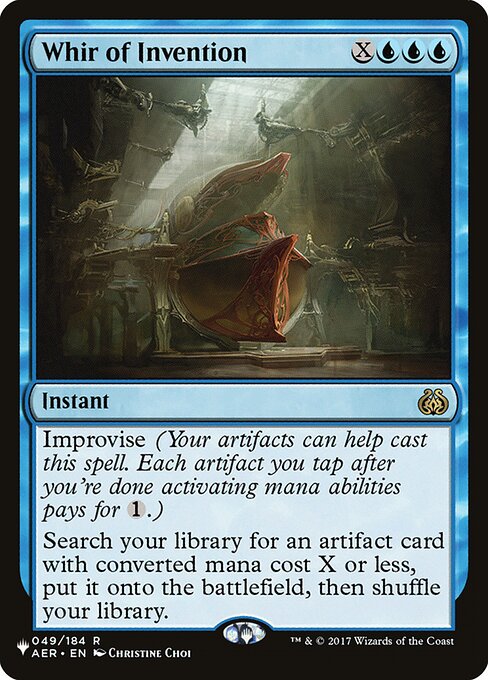 Whir of Invention X
Instant
Improvise (Your artifacts can help cast
this spell. Each artifact you tap after
you're done activating mana abilities
pays for 1.)
Search your library for an artifact card
with converted mana cost X or less,
put it onto the battlefield, then shuffle
your library.
049/184 R
AER • EN Christine Choi
™ & © 2017 Wizards of the Coast